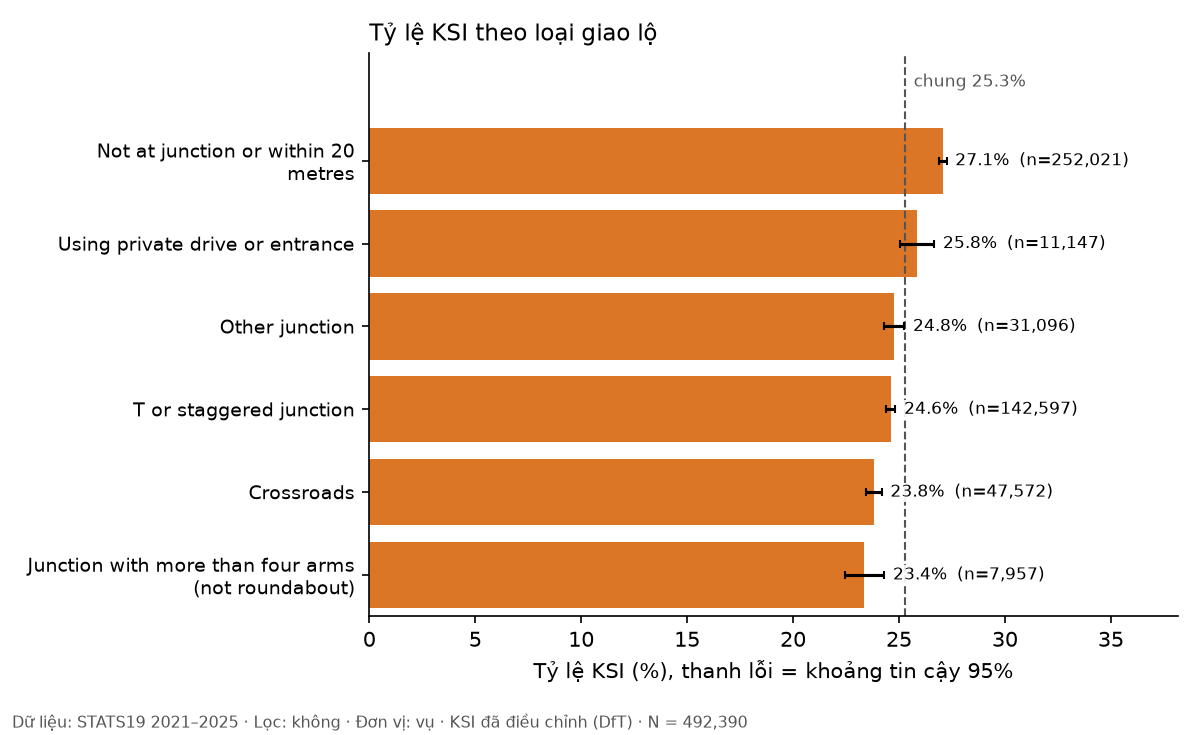 Tỷ lệ KSI theo loại giao lộ
chung 25.3%
Not at junction or within 20
metres
27.1% (n=252,021)
Using private drive or entrance
25.8% (n=11,147)
Other junction
24.8% (n=31,096)
T or staggered junction
24.6% (n=142,597)
Crossroads
23.8% (n=47,572)
Junction with more than four arms
(not roundabout)
23.4% (n=7,957)
0 5 10 15 20 25 30 35
Tỷ lệ KSI (%), thanh lỗi = khoảng tin cậy 95%
Dữ liệu: STATS19 2021–2025 · Lọc: không · Đơn vị: vụ · KSI đã điều chỉnh (DfT) · N = 492,390